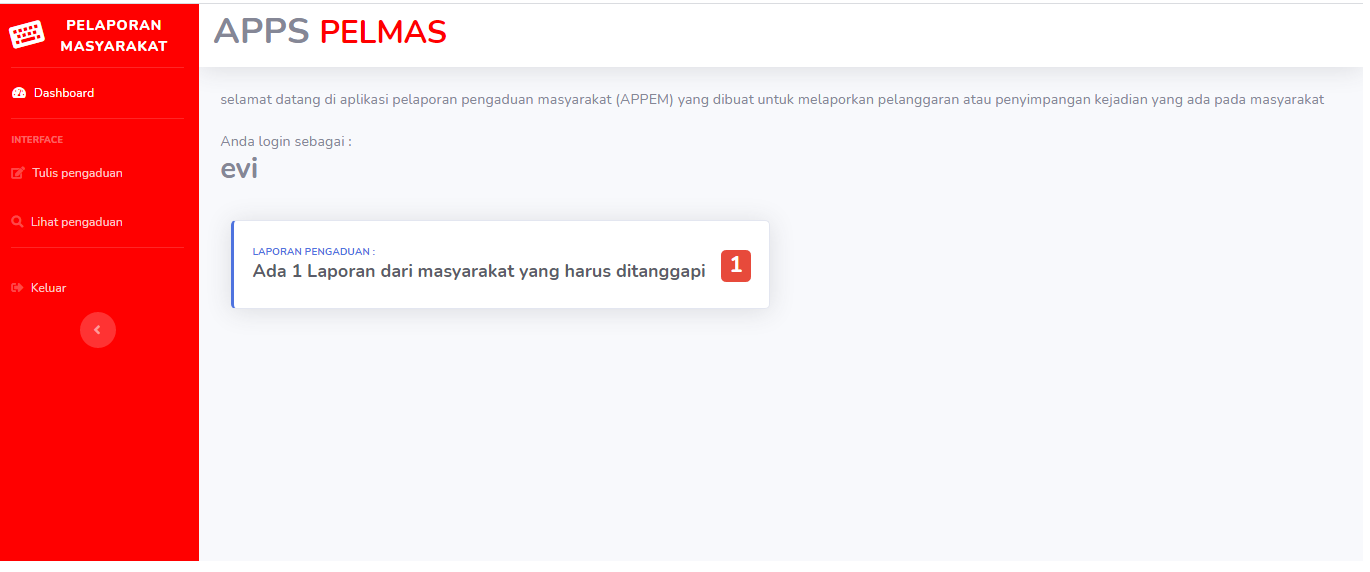 PELAPORAN
MASYARAKAT
Dashboard
INTERFACE
Tulis pengaduan
Lihat pengaduan
Keluar
APPS PELMAS
selamat datang di aplikasi pelaporan pengaduan masyarakat (APPEM) yang dibuat untuk melaporkan pelanggaran atau penyimpangan kejadian yang ada pada masyarakat
Anda login sebagai :
evi
LAPORAN PENGADUAN :
Ada 1 Laporan dari masyarakat yang harus ditanggapi 1